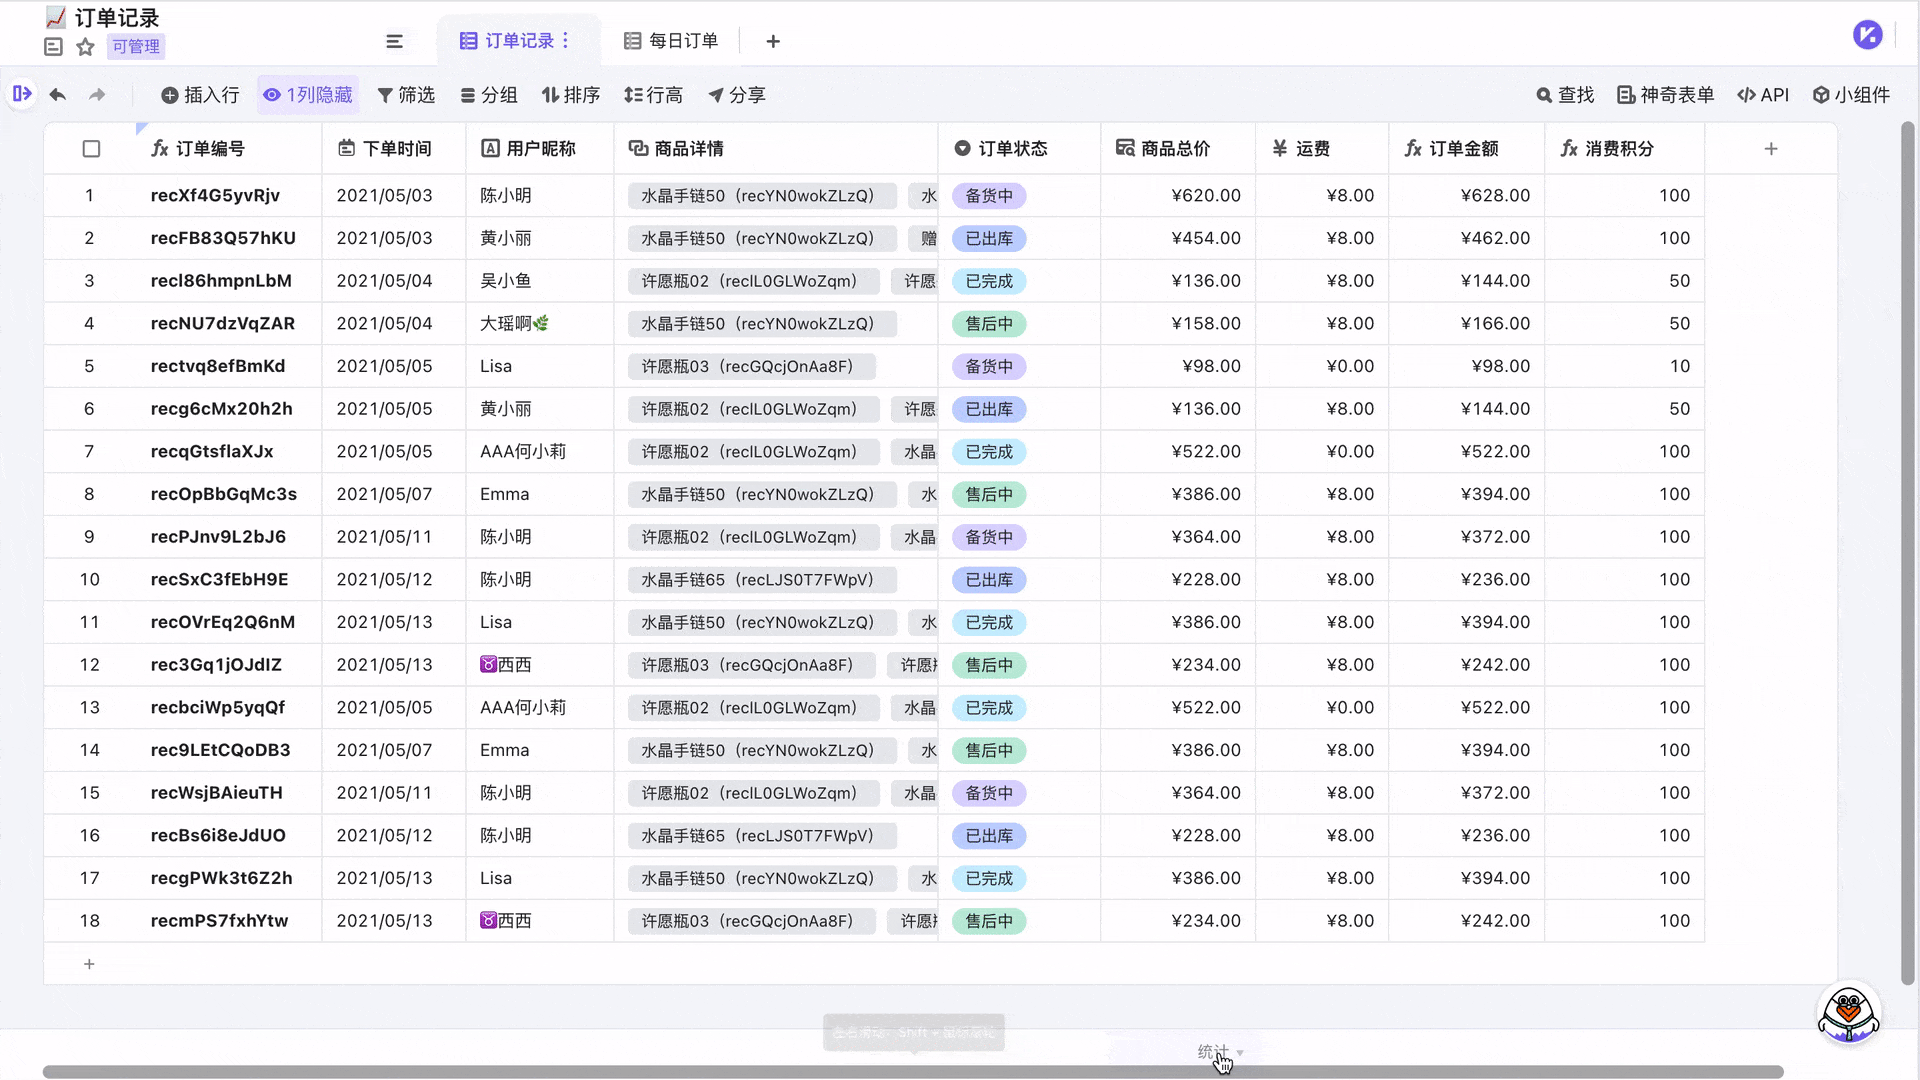 订单记录
可管理
订单记录
每日订单
插入行
1列隐藏
筛选
分组
排序
行高
分享
查找
神奇表单
API
小组件
订单编号 下单时间 用户昵称 商品详情 订单状态 商品总价 运费 订单金额 消费积分
1 recXf4G5yvRjv 2021/05/03 陈小明 水晶手链50（recYN0wokZLzQ） 水 备货中 ¥620.00 ¥8.00 ¥628.00 100
2 recFB83Q57hKU 2021/05/03 黄小丽 水晶手链50（recYN0wokZLzQ） 赠 已出库 ¥454.00 ¥8.00 ¥462.00 100
3 recl86hmpnLbM 2021/05/04 吴小鱼 许愿瓶02（reclL0GLWoZqm） 许愿 已完成 ¥136.00 ¥8.00 ¥144.00 50
4 recNU7dzVqZAR 2021/05/04 大瑶啊🌿 水晶手链50（recYN0wokZLzQ） 售后中 ¥158.00 ¥8.00 ¥166.00 50
5 rectvq8efBmKd 2021/05/05 Lisa 许愿瓶03（recGQcjOnAa8F） 备货中 ¥98.00 ¥0.00 ¥98.00 10
6 recg6cMx20h2h 2021/05/05 黄小丽 许愿瓶02（reclL0GLWoZqm） 许愿 已出库 ¥136.00 ¥8.00 ¥144.00 50
7 recqGtsflaXJx 2021/05/05 AAA何小莉 许愿瓶02（reclL0GLWoZqm） 水晶 已完成 ¥522.00 ¥0.00 ¥522.00 100
8 recOpBbGqMc3s 2021/05/07 Emma 水晶手链50（recYN0wokZLzQ） 水 售后中 ¥386.00 ¥8.00 ¥394.00 100
9 recPJnv9L2bJ6 2021/05/11 陈小明 许愿瓶02（reclL0GLWoZqm） 水晶 备货中 ¥364.00 ¥8.00 ¥372.00 100
10 recSxC3fEbH9E 2021/05/12 陈小明 水晶手链65（recLJS0T7FWpV） 已出库 ¥228.00 ¥8.00 ¥236.00 100
11 recOVrEq2Q6nM 2021/05/13 Lisa 水晶手链50（recYN0wokZLzQ） 水 已完成 ¥386.00 ¥8.00 ¥394.00 100
12 rec3Gq1jOJdlZ 2021/05/13 ♉西西 许愿瓶03（recGQcjOnAa8F） 许愿 售后中 ¥234.00 ¥8.00 ¥242.00 100
13 recbciWp5yqQf 2021/05/05 AAA何小莉 许愿瓶02（reclL0GLWoZqm） 水晶 已完成 ¥522.00 ¥0.00 ¥522.00 100
14 rec9LEtCQoDB3 2021/05/07 Emma 水晶手链50（recYN0wokZLzQ） 水 售后中 ¥386.00 ¥8.00 ¥394.00 100
15 recWsjBAieuTH 2021/05/11 陈小明 许愿瓶02（reclL0GLWoZqm） 水晶 备货中 ¥364.00 ¥8.00 ¥372.00 100
16 recBs6i8eJdUO 2021/05/12 陈小明 水晶手链65（recLJS0T7FWpV） 已出库 ¥228.00 ¥8.00 ¥236.00 100
17 recgPWk3t6Z2h 2021/05/13 Lisa 水晶手链50（recYN0wokZLzQ） 水 已完成 ¥386.00 ¥8.00 ¥394.00 100
18 recmPS7fxhYtw 2021/05/13 ♉西西 许愿瓶03（recGQcjOnAa8F） 许愿 售后中 ¥234.00 ¥8.00 ¥242.00 100
Shift +
统计